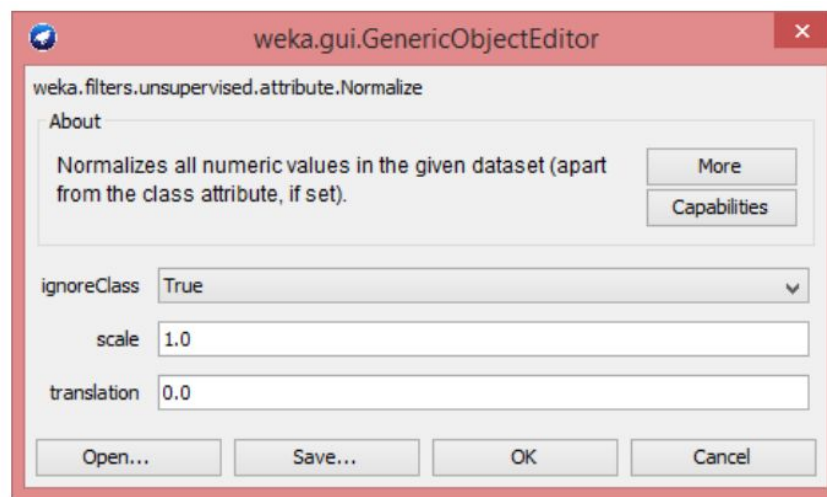 weka.gui.GenericObjectEditor
×
weka.filters.unsupervised.attribute.Normalize
About
Normalizes all numeric values in the given dataset (apart
from the class attribute, if set).
More
Capabilities
ignoreClass True
scale 1.0
translation 0.0
Open... Save... OK Cancel